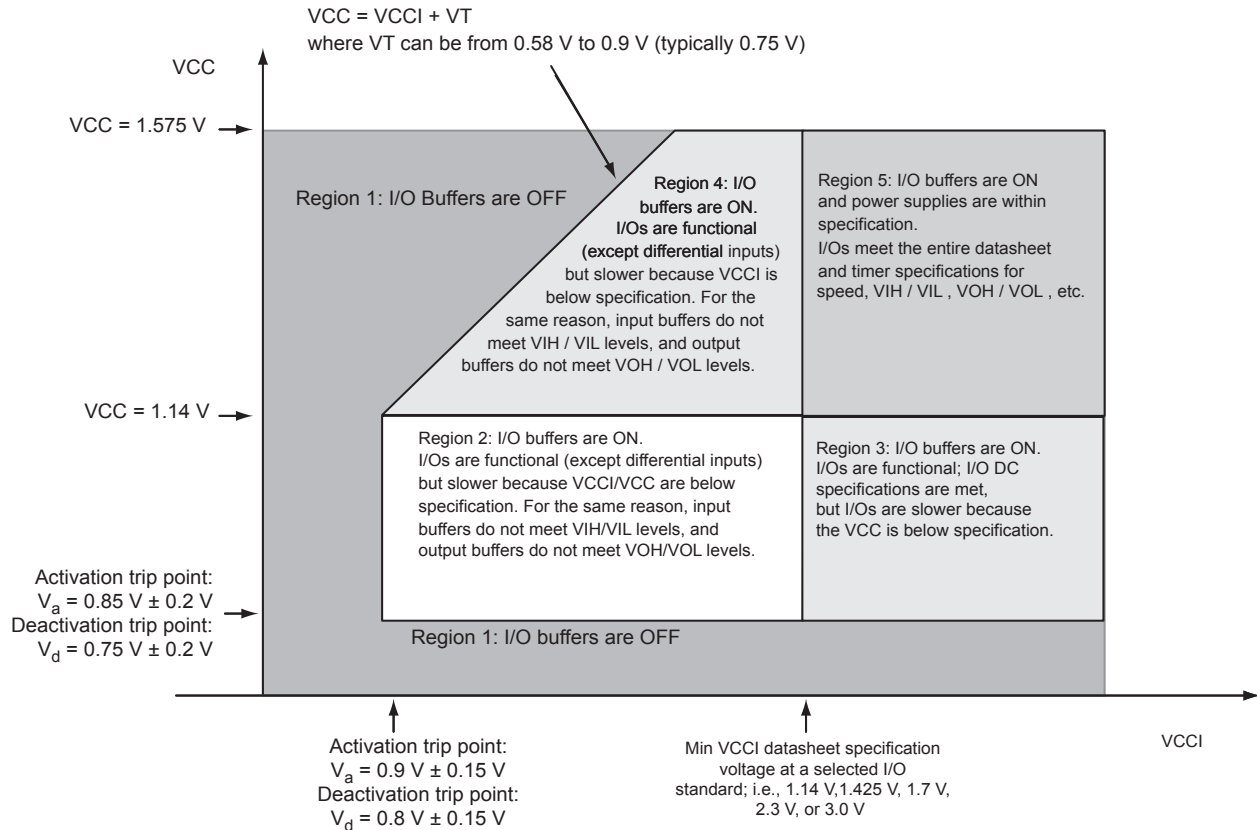 VCC = VCCI + VT
where VT can be from 0.58 V to 0.9 V (typically 0.75 V)
VCC
VCC = 1.575 V
Region 1: I/O Buffers are OFF
Region 4: I/O
buffers are ON.
I/Os are functional
(except differential inputs)
but slower because VCCI is
below specification. For the
same reason, input buffers do not
meet VIH / VIL levels, and output
buffers do not meet VOH / VOL levels.
Region 5: I/O buffers are ON
and power supplies are within
specification.
I/Os meet the entire datasheet
and timer specifications for
speed, VIH / VIL , VOH / VOL , etc.
VCC = 1.14 V
Region 2: I/O buffers are ON.
I/Os are functional (except differential inputs)
but slower because VCCI/VCC are below
specification. For the same reason, input
buffers do not meet VIH/VIL levels, and
output buffers do not meet VOH/VOL levels.
Region 3: I/O buffers are ON.
I/Os are functional; I/O DC
specifications are met,
but I/Os are slower because
the VCC is below specification.
Activation trip point:
Va = 0.85 V ± 0.2 V
Deactivation trip point:
Vd = 0.75 V ± 0.2 V
Region 1: I/O buffers are OFF
Activation trip point:
Va = 0.9 V ± 0.15 V
Deactivation trip point:
Vd = 0.8 V ± 0.15 V
Min VCCI datasheet specification
voltage at a selected I/O
standard; i.e., 1.14 V,1.425 V, 1.7 V,
2.3 V, or 3.0 V
VCCI